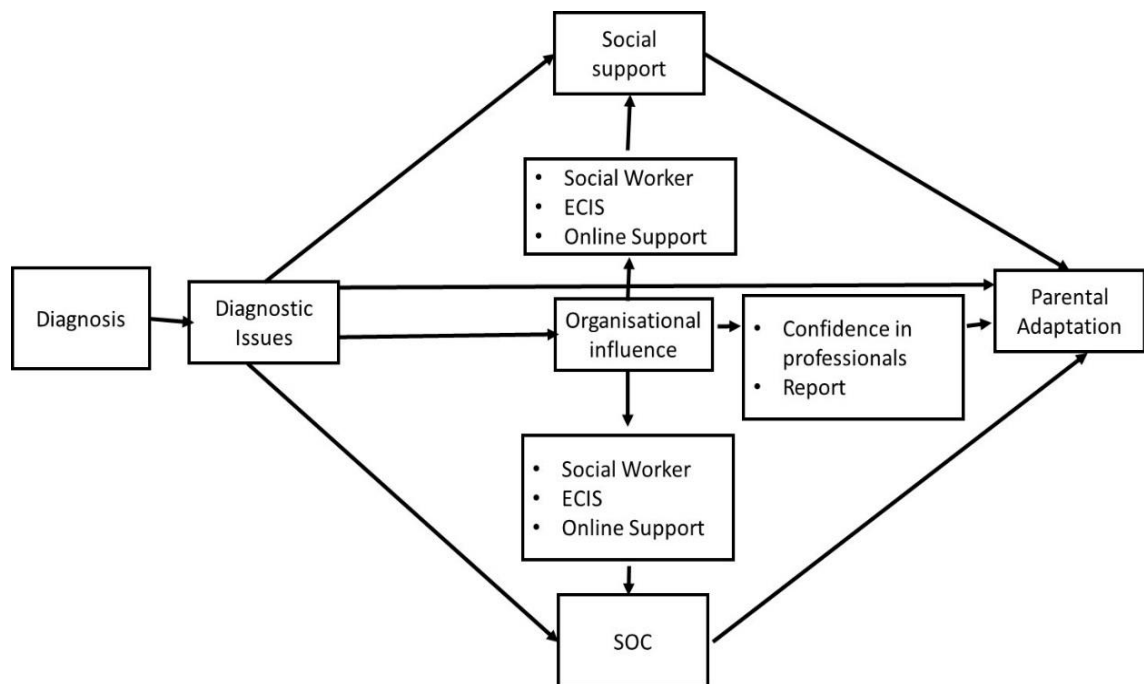 Social
support
• Social Worker
• ECIS
• Online Support
Diagnosis
Diagnostic
Issues
Organisational
influence
• Confidence in
professionals
• Report
Parental
Adaptation
• Social Worker
• ECIS
• Online Support
SOC